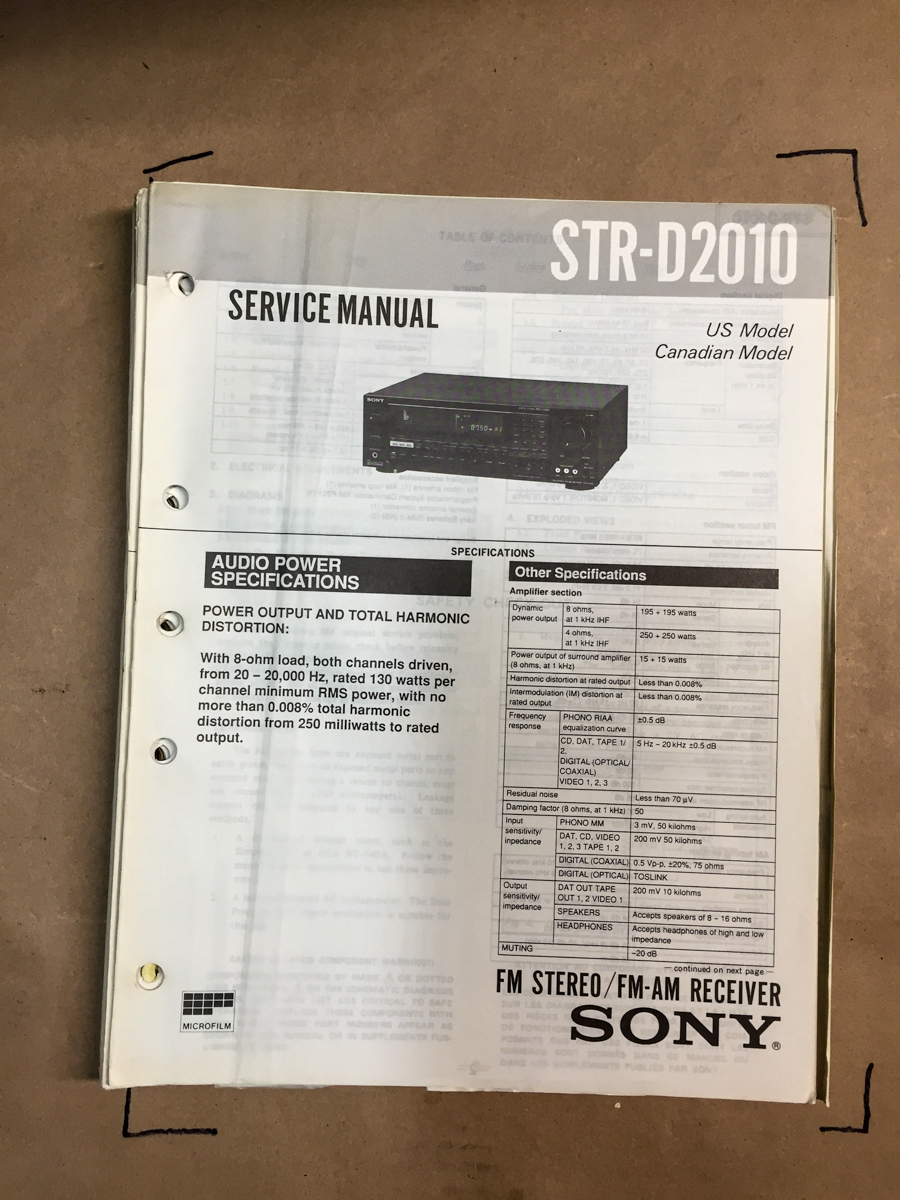 STR-D2010
SERVICE MANUAL
US Model
Canadian Model
SONY
SPECIFICATIONS
AUDIO POWER
SPECIFICATIONS
POWER OUTPUT AND TOTAL HARMONIC
DISTORTION:
With 8-ohm load, both channels driven,
from 20 – 20,000 Hz, rated 130 watts per
channel minimum RMS power, with no
more than 0.008% total harmonic
distortion from 250 milliwatts to rated
output.
Other Specifications
Amplifier section
Dynamic
power output
8 ohms,
at 1 kHz IHF
195 + 195 watts
4 ohms,
at 1 kHz IHF
250 + 250 watts
Power output of surround amplifier
(8 ohms, at 1 kHz)
15 + 15 watts
Harmonic distortion at rated output
Less than 0.008%
Intermodulation (IM) distortion at
rated output
Less than 0.008%
Frequency
response
PHONO RIAA
equalization curve
±0.5 dB
CD, DAT, TAPE 1/
2,
DIGITAL (OPTICAL/
COAXIAL)
VIDEO 1, 2, 3
5 Hz – 20 kHz ±0.5 dB
Residual noise
Less than 70 μV
Damping factor (8 ohms, at 1 kHz)
50
Input
sensitivity/
inpedance
PHONO MM
3 mV, 50 kilohms
DAT, CD, VIDEO
1, 2, 3 TAPE 1, 2
200 mV 50 kilohms
DIGITAL (COAXIAL)
0.5 Vp-p, ±20%, 75 ohms
DIGITAL (OPTICAL)
TOSLINK
Output
sensitivity/
impedance
DAT OUT TAPE
OUT 1, 2 VIDEO 1
200 mV 10 kilohms
SPEAKERS
Accepts speakers of 8 – 16 ohms
HEADPHONES
Accepts headphones of high and low
impedance
MUTING
–20 dB
— continued on next page —
MICROFILM
FM STEREO/FM-AM RECEIVER
SONY®